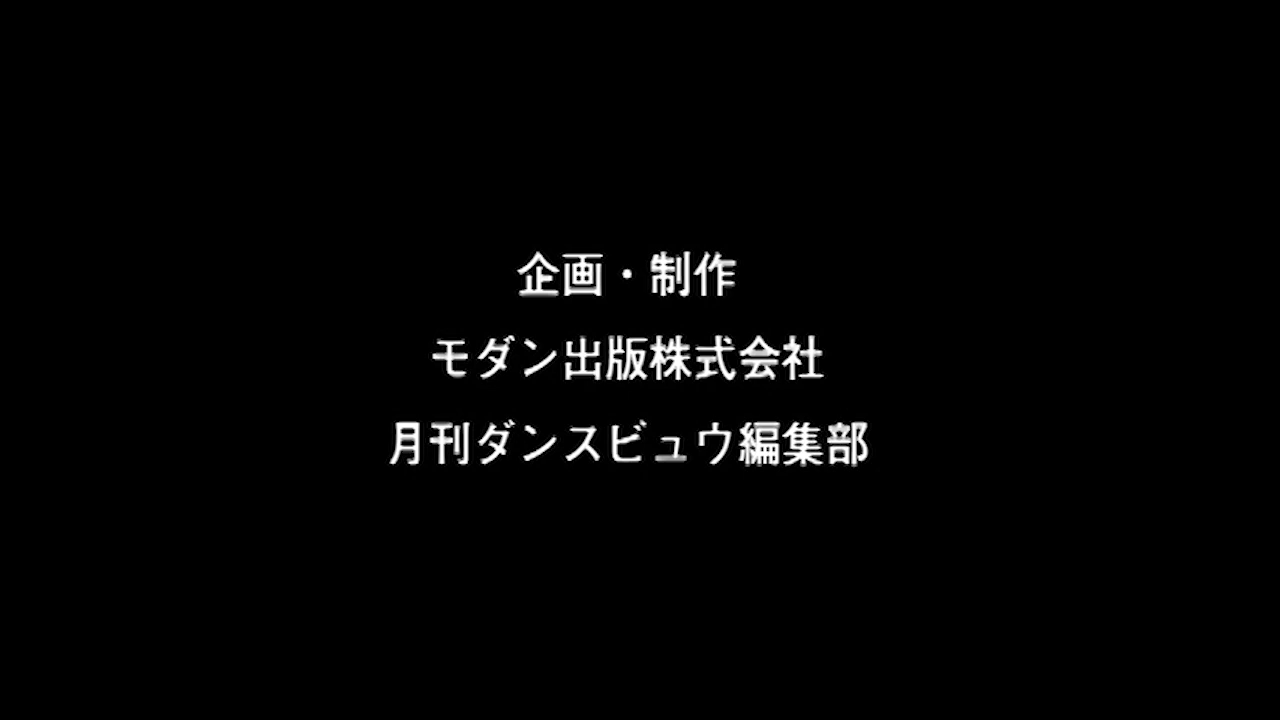 企画・制作
モダン出版株式会社
月刊ダンスビュウ編集部